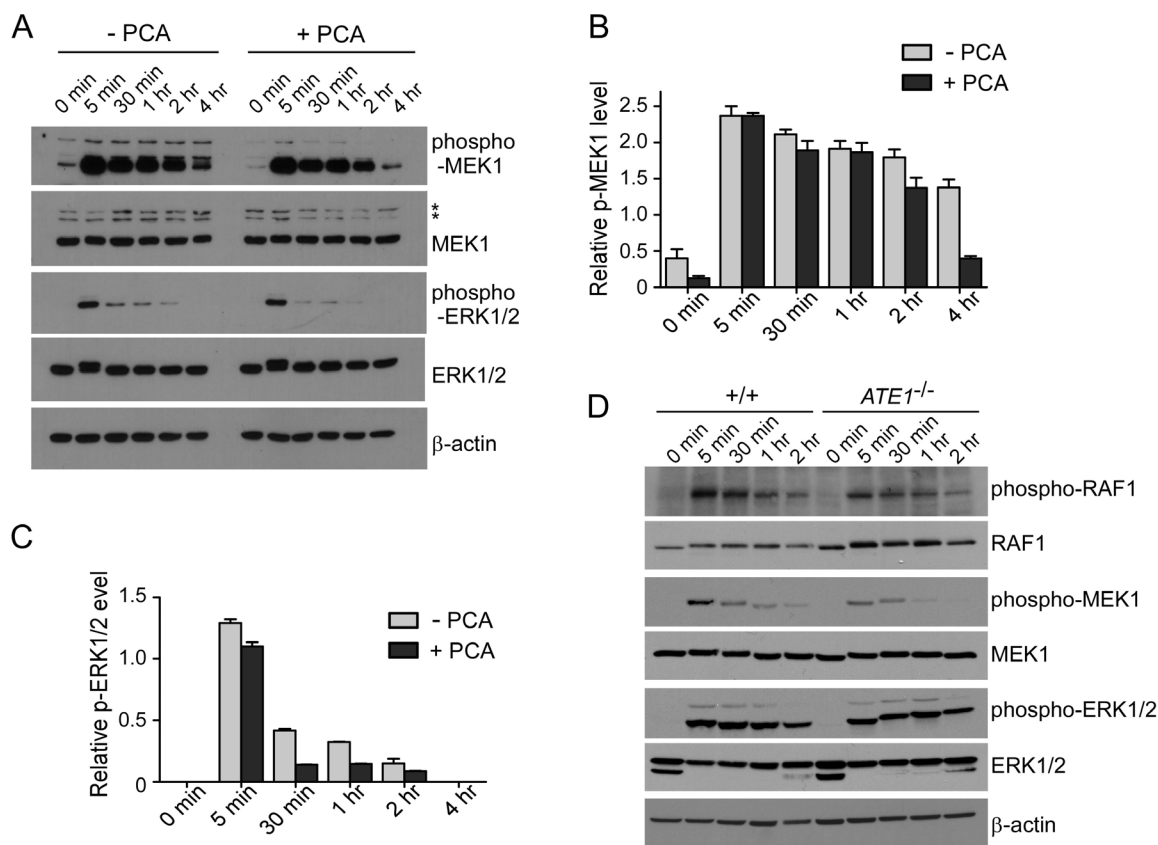 A
- PCA
+ PCA
0 min
5 min
30 min
1 hr
2 hr
4 hr
0 min
5 min
30 min
1 hr
2 hr
4 hr
phospho
-MEK1
*
*
MEK1
phospho
-ERK1/2
ERK1/2
β-actin
B
- PCA
+ PCA
Relative p-MEK1 level
2.5
2.0
1.5
1.0
0.5
0
0 min
5 min
30 min
1 hr
2 hr
4 hr
C
- PCA
+ PCA
Relative p-ERK1/2 evel
1.5
1.0
0.5
0
0 min
5 min
30 min
1 hr
2 hr
4 hr
D
+/+
ATE1-/-
0 min
5 min
30 min
1 hr
2 hr
0 min
5 min
30 min
1 hr
2 hr
phospho-RAF1
RAF1
phospho-MEK1
MEK1
phospho-ERK1/2
ERK1/2
β-actin